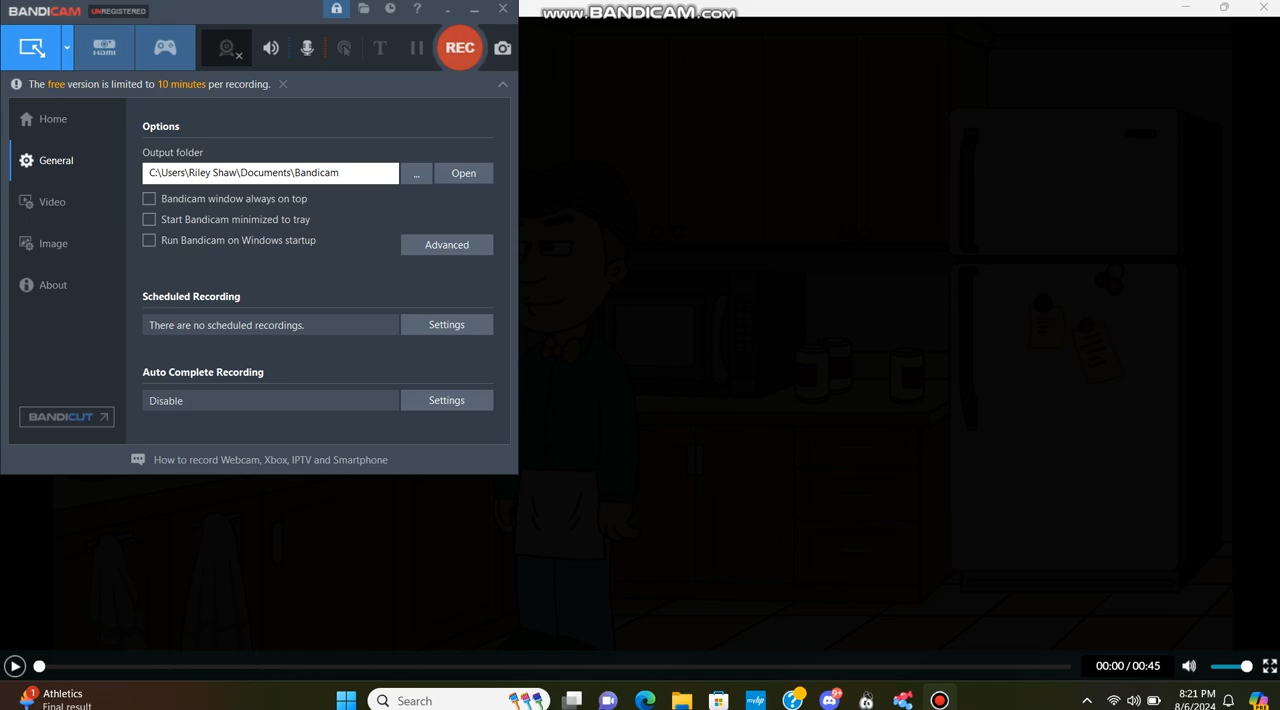 BANDICAM UNREGISTERED
www.BANDICAM.com
HDMI
T
REC
The free version is limited to 10 minutes per recording.
Home
General
Video
Image
About
BANDICUT
Options
Output folder
C:\Users\Riley Shaw\Documents\Bandicam
...
Open
Bandicam window always on top
Start Bandicam minimized to tray
Run Bandicam on Windows startup
Advanced
Scheduled Recording
There are no scheduled recordings.
Settings
Auto Complete Recording
Disable
Settings
How to record Webcam, Xbox, IPTV and Smartphone
00:00 / 00:45
1
Athletics
Final result
Search
myhp
8:21 PM
8/6/2024